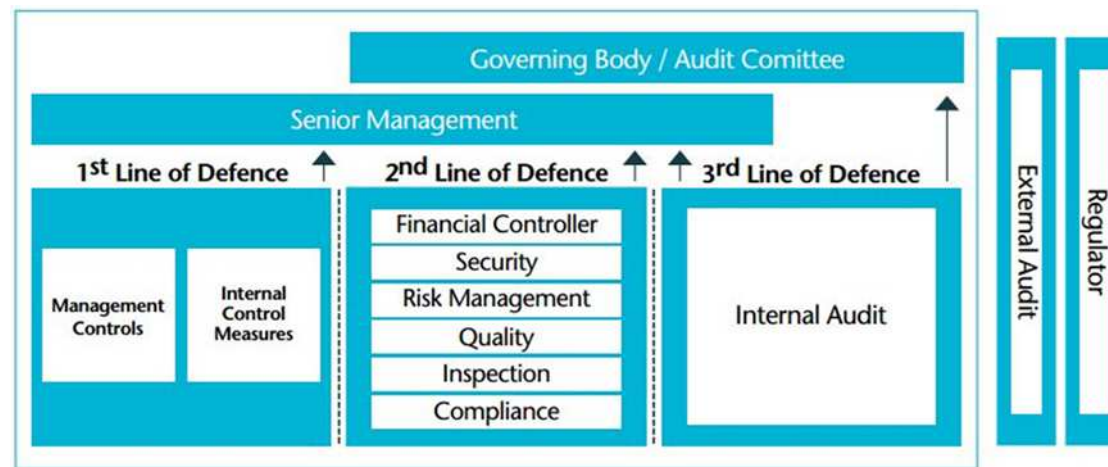 Governing Body / Audit Comittee
Senior Management
1st Line of Defence
2nd Line of Defence
3rd Line of Defence
Management
Controls
Internal
Control
Measures
Financial Controller
Security
Risk Management
Quality
Inspection
Compliance
Internal Audit
External Audit
Regulator